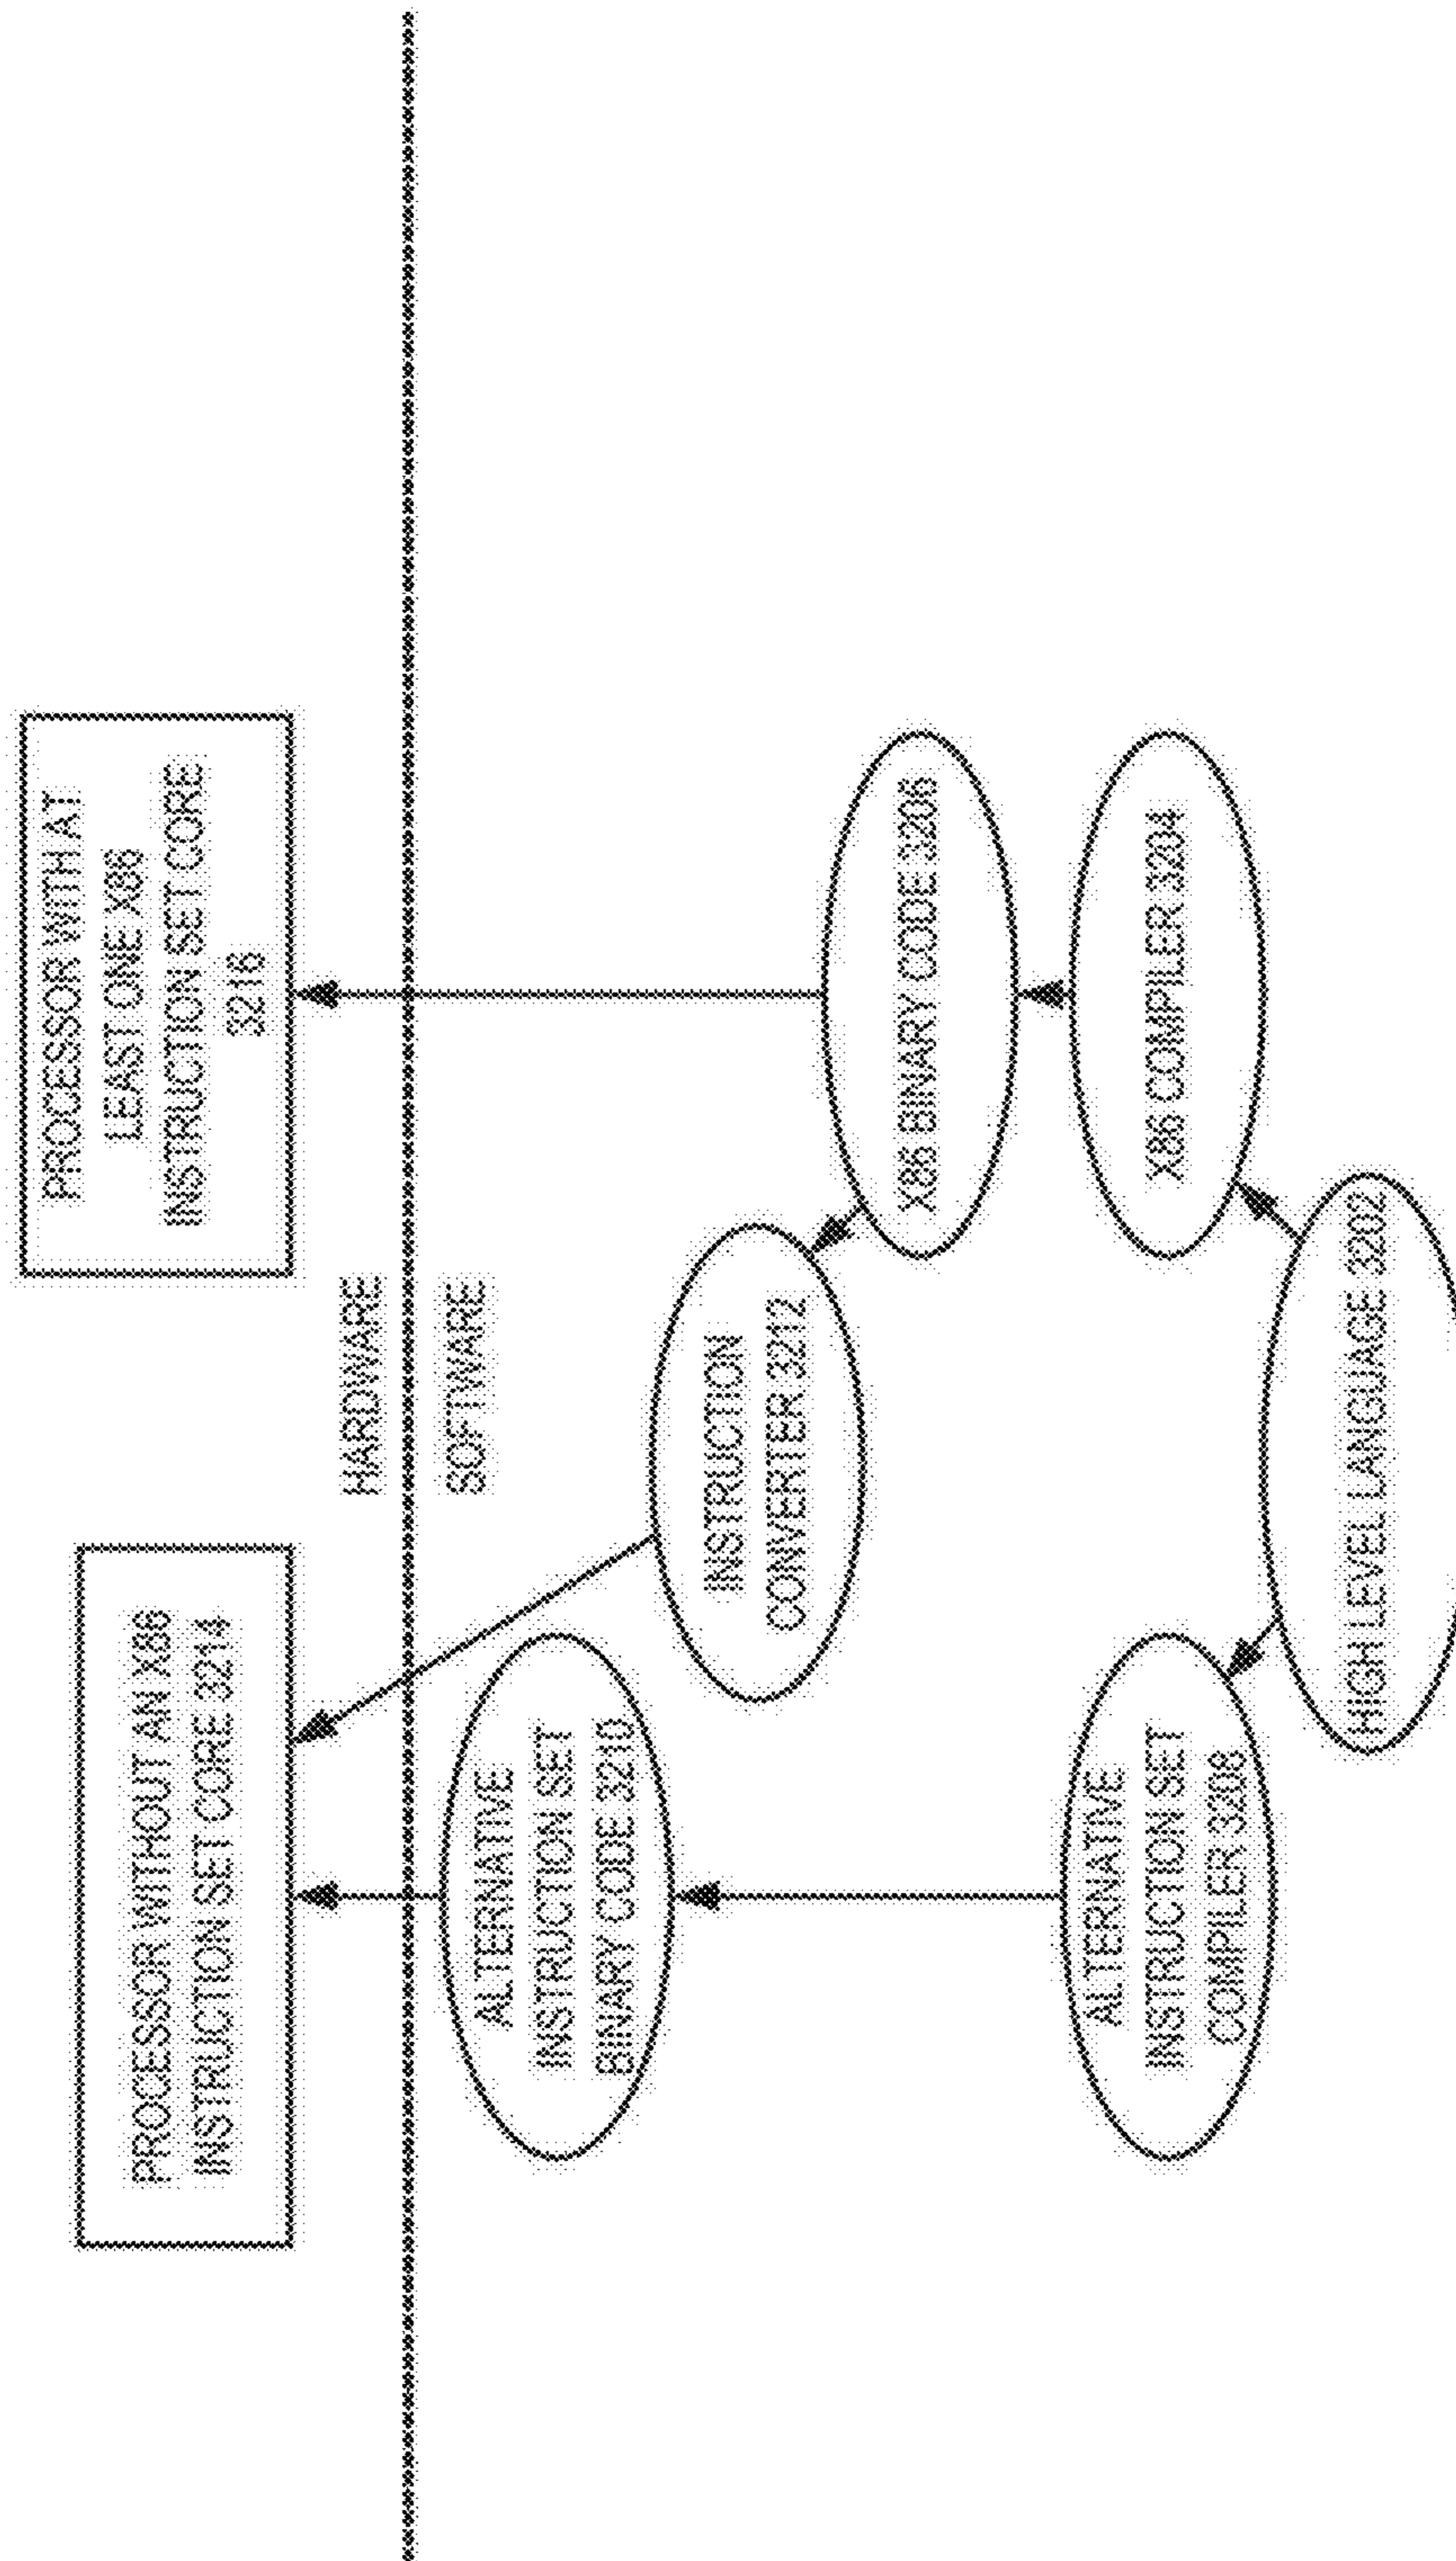 PROCESSOR WITHOUT AN X86
INSTRUCTION SET CORE 3214
PROCESSOR WITH AT
LEAST ONE X86
INSTRUCTION SET CORE
3216
HARDWARE
SOFTWARE
ALTERNATIVE
INSTRUCTION SET
BINARY CODE 3210
INSTRUCTION
CONVERTER 3212
X86 BINARY CODE 3206
ALTERNATIVE
INSTRUCTION SET
COMPILER 3208
X86 COMPILER 3204
HIGH LEVEL LANGUAGE 3202